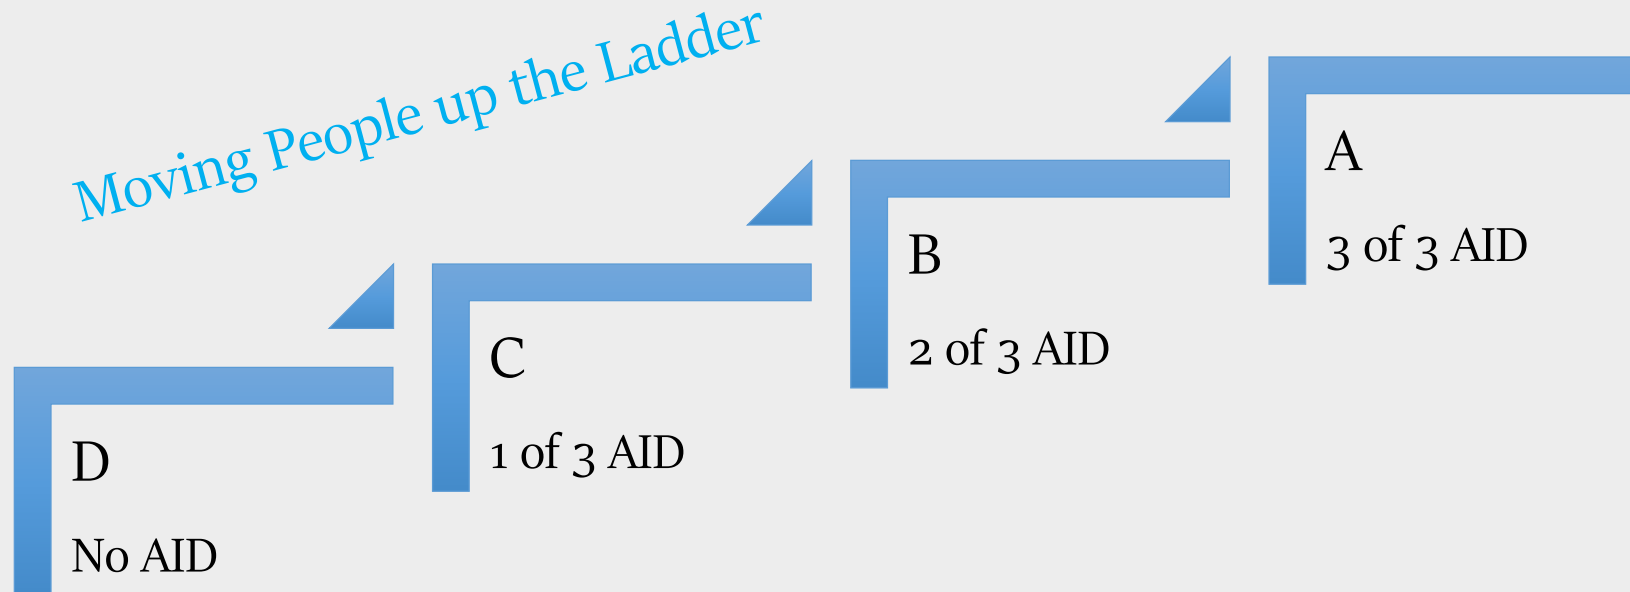 Moving People up the Ladder
D
No AID
C
1 of 3 AID
B
2 of 3 AID
A
3 of 3 AID